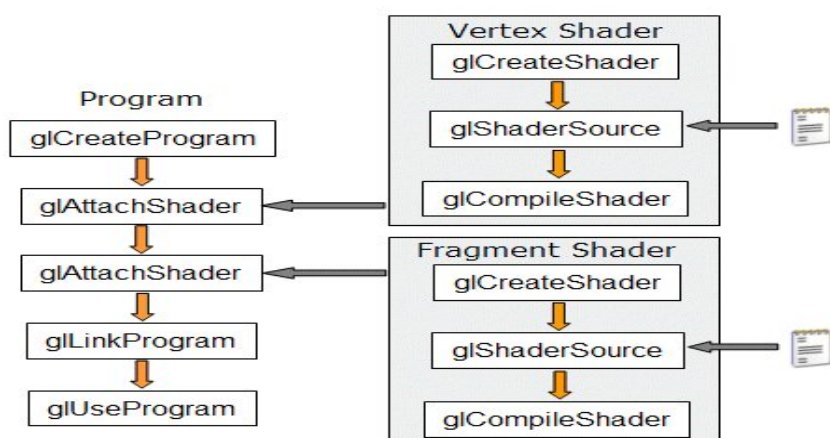 Program
glCreateProgram
glAttachShader
glAttachShader
glLinkProgram
glUseProgram
Vertex Shader
glCreateShader
glShaderSource
glCompileShader
Fragment Shader
glCreateShader
glShaderSource
glCompileShader